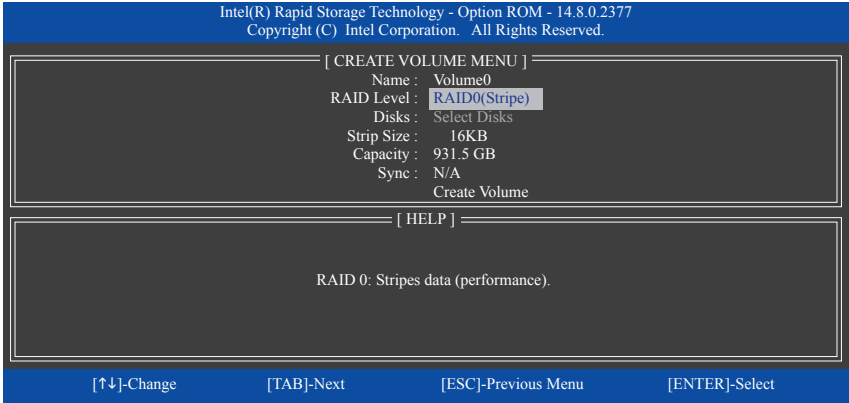 Intel(R) Rapid Storage Technology - Option ROM - 14.8.0.2377
Copyright (C) Intel Corporation. All Rights Reserved.
[ CREATE VOLUME MENU ]
Name : Volume0
RAID Level : RAID0(Stripe)
Disks : Select Disks
Strip Size : 16KB
Capacity : 931.5 GB
Sync : N/A
Create Volume
[ HELP ]
RAID 0: Stripes data (performance).
[↑↓]-Change [TAB]-Next [ESC]-Previous Menu [ENTER]-Select